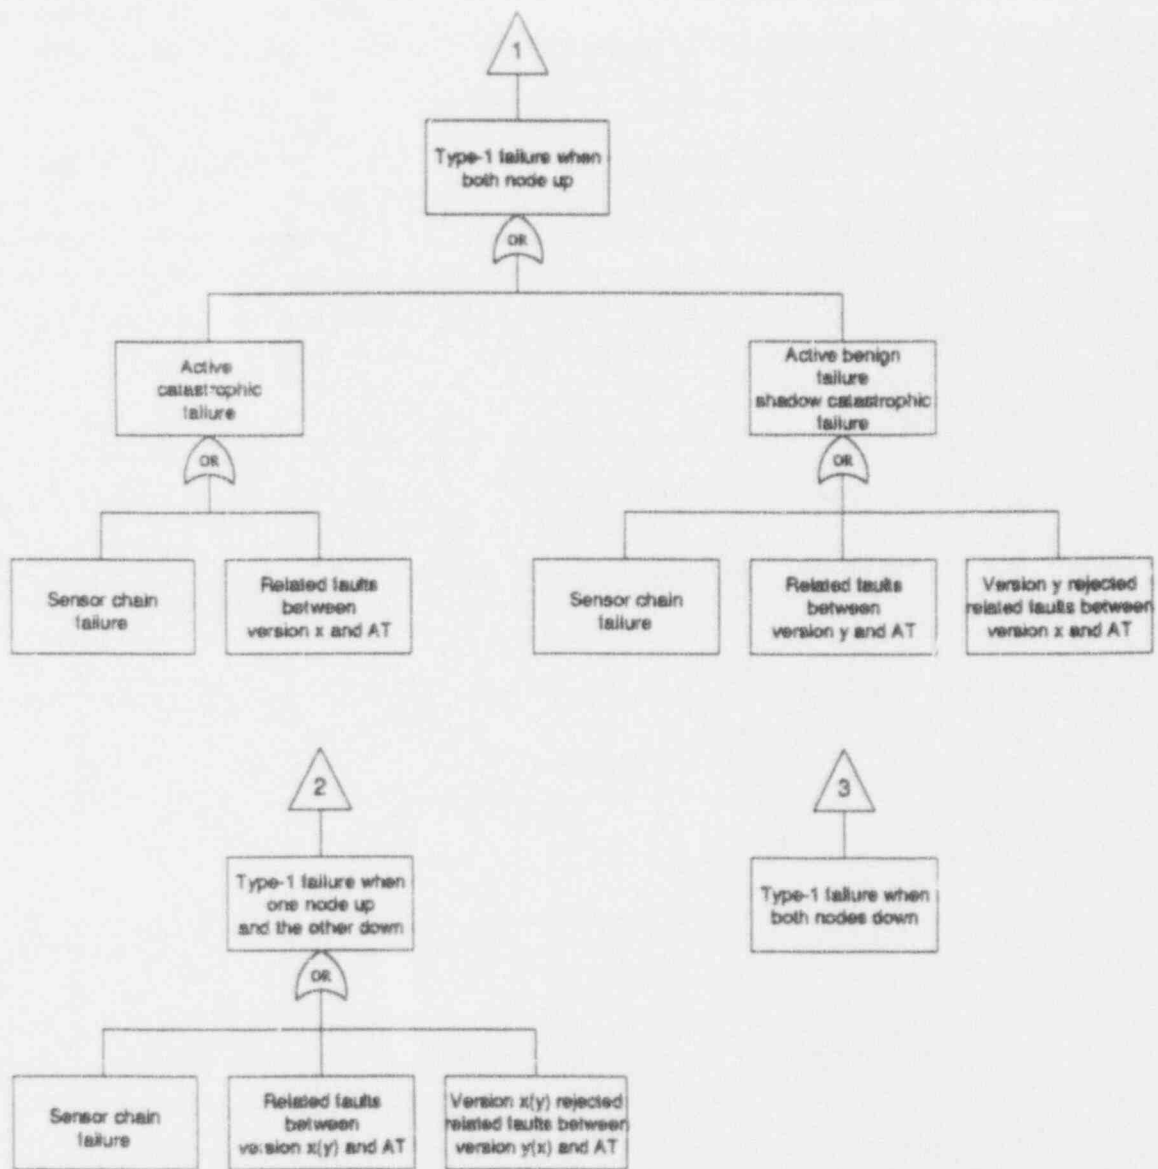 1
Type-1 failure when
both node up
OR
Active
catastrophic
failure
Active benign
failure
shadow catastrophic
failure
OR
OR
Sensor chain
failure
Related faults
between
version x and AT
Sensor chain
failure
Related faults
between
version y and AT
Version y rejected
related faults between
version x and AT
2
3
Type-1 failure when
one node up
and the other down
Type-1 failure when
both nodes down
OR
Sensor chain
failure
Related faults
between
version x(y) and AT
Version x(y) rejected
related faults between
version y(x) and AT